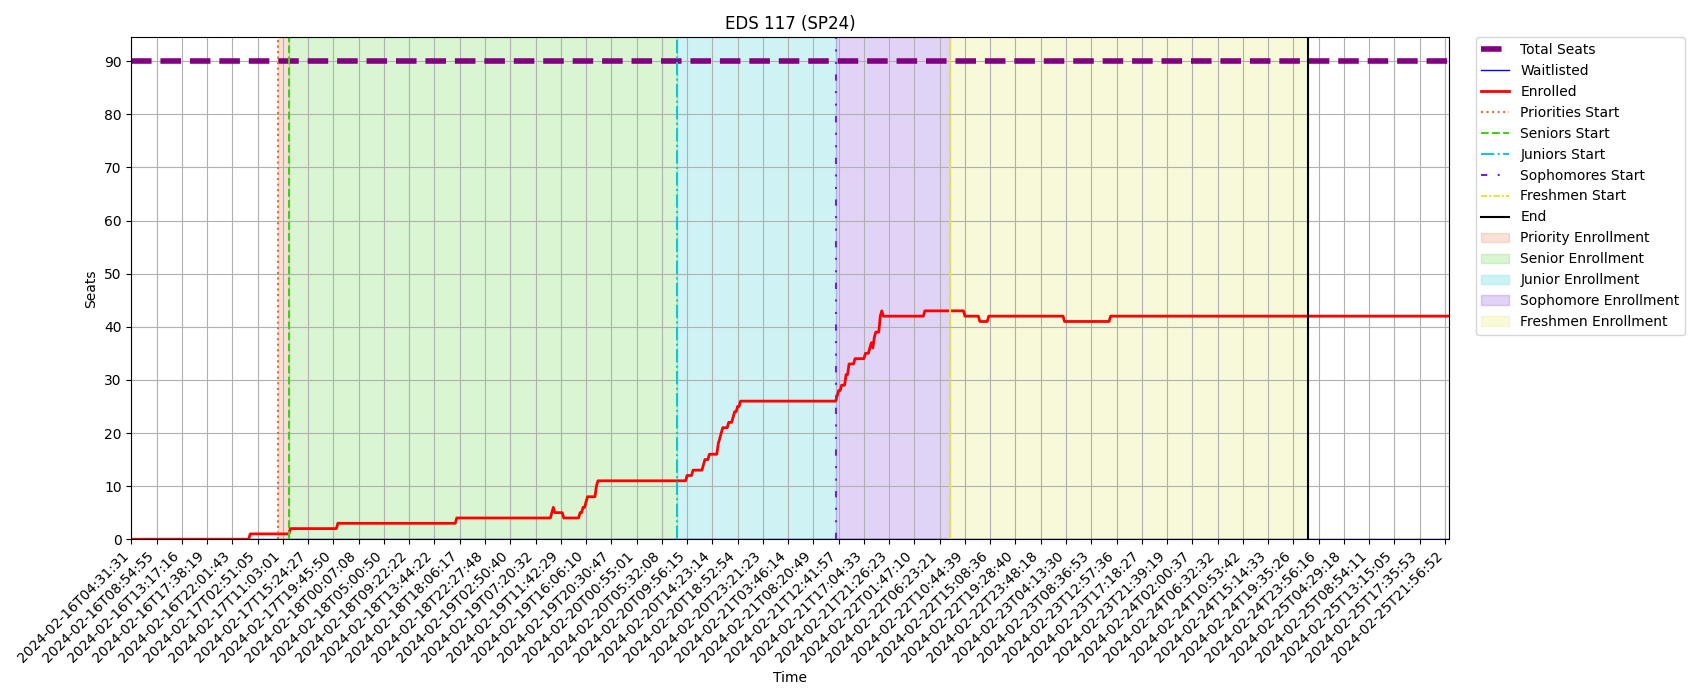 EDS 117 (SP24)
Total Seats
Waitlisted
Enrolled
Priorities Start
Seniors Start
Juniors Start
Sophomores Start
Freshmen Start
End
Priority Enrollment
Senior Enrollment
Junior Enrollment
Sophomore Enrollment
Freshmen Enrollment
Seats
90
80
70
60
50
40
30
20
10
0
2024-02-16T04:31:31
2024-02-16T08:54:55
2024-02-16T13:17:16
2024-02-16T17:38:19
2024-02-16T22:01:43
2024-02-17T02:51:05
2024-02-17T11:03:01
2024-02-17T15:24:27
2024-02-17T19:45:50
2024-02-18T00:07:08
2024-02-18T05:00:50
2024-02-18T09:22:22
2024-02-18T13:44:22
2024-02-18T18:06:17
2024-02-18T22:27:48
2024-02-19T02:50:40
2024-02-19T07:20:32
2024-02-19T11:42:29
2024-02-19T16:06:10
2024-02-19T20:30:47
2024-02-20T00:55:01
2024-02-20T05:32:08
2024-02-20T09:56:15
2024-02-20T14:23:14
2024-02-20T18:52:54
2024-02-20T23:21:23
2024-02-21T03:46:14
2024-02-21T08:20:49
2024-02-21T12:41:57
2024-02-21T17:04:33
2024-02-21T21:26:23
2024-02-22T01:47:10
2024-02-22T06:23:21
2024-02-22T10:44:39
2024-02-22T15:08:36
2024-02-22T19:28:40
2024-02-22T23:48:18
2024-02-23T04:13:30
2024-02-23T08:36:53
2024-02-23T12:57:36
2024-02-23T17:18:27
2024-02-23T21:39:19
2024-02-24T02:00:37
2024-02-24T06:32:32
2024-02-24T10:53:42
2024-02-24T15:14:33
2024-02-24T19:35:26
2024-02-24T23:56:16
2024-02-25T04:29:18
2024-02-25T08:54:11
2024-02-25T13:15:05
2024-02-25T17:35:53
2024-02-25T21:56:52
Time